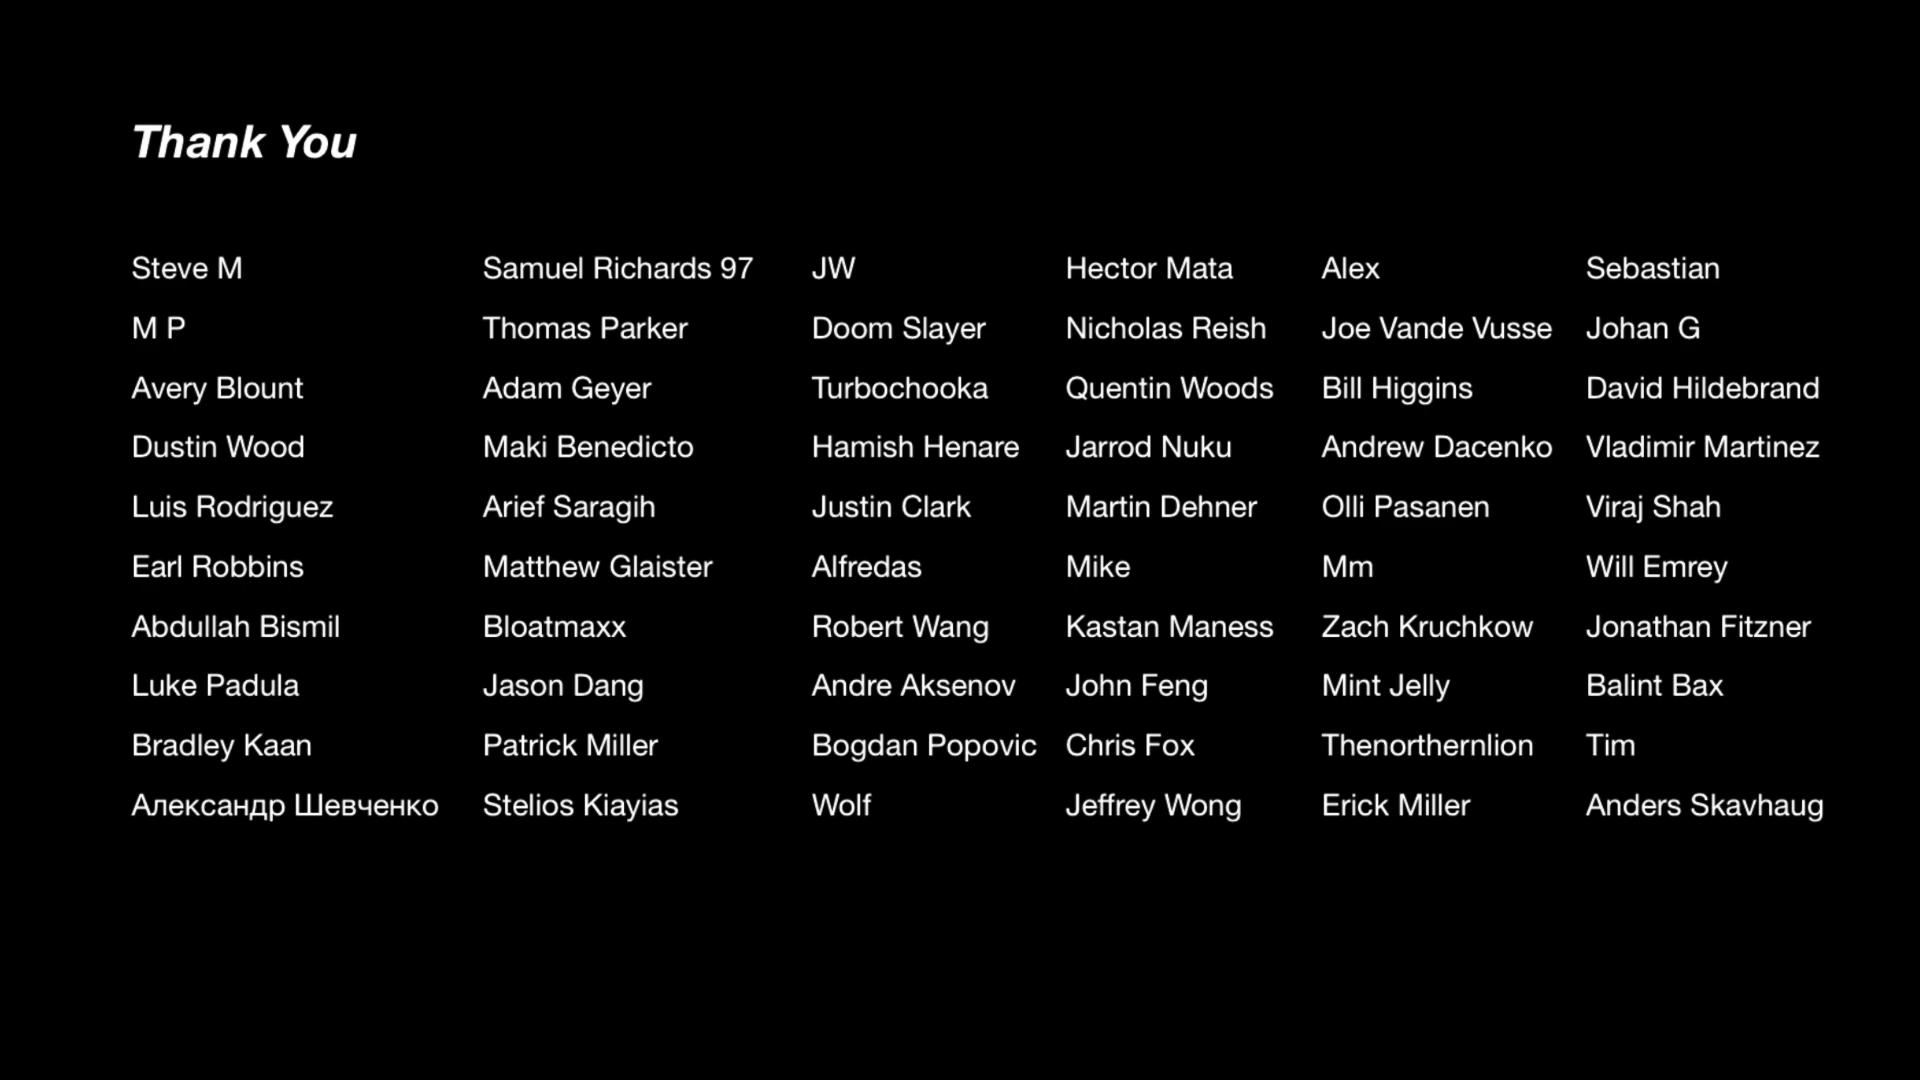 Thank You
Steve M Samuel Richards 97 JW Hector Mata Alex Sebastian
M P Thomas Parker Doom Slayer Nicholas Reish Joe Vande Vusse Johan G
Avery Blount Adam Geyer Turbochooka Quentin Woods Bill Higgins David Hildebrand
Dustin Wood Maki Benedicto Hamish Henare Jarrod Nuku Andrew Dacenko Vladimir Martinez
Luis Rodriguez Arief Saragih Justin Clark Martin Dehner Olli Pasanen Viraj Shah
Earl Robbins Matthew Glaister Alfredas Mike Mm Will Emrey
Abdullah Bismil Bloatmaxx Robert Wang Kastan Maness Zach Kruchkow Jonathan Fitzner
Luke Padula Jason Dang Andre Aksenov John Feng Mint Jelly Balint Bax
Bradley Kaan Patrick Miller Bogdan Popovic Chris Fox Thenorthernlion Tim
Александр Шевченко Stelios Kiayias Wolf Jeffrey Wong Erick Miller Anders Skavhaug